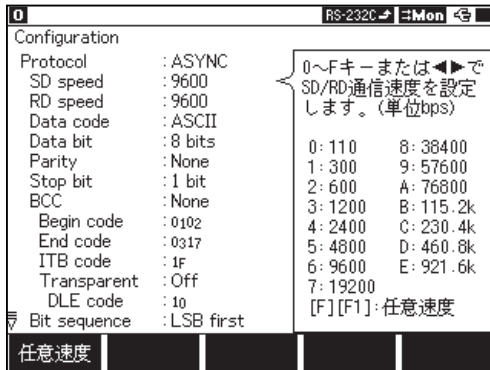 0 RS-232C Mon
Configuration
Protocol :ASYNC
SD speed :9600
RD speed :9600
Data code :ASCII
Data bit :8 bits
Parity :None
Stop bit :1 bit
BCC :None
Begin code :0102
End code :0317
ITB code :1F
Transparent :Off
DLE code :10
Bit sequence :LSB first
0～Fキーまたは◀▶で
SD/RD通信速度を設定
します。(単位bps)
0:110 8:38400
1:300 9:57600
2:600 A:76800
3:1200 B:115.2k
4:2400 C:230.4k
5:4800 D:460.8k
6:9600 E:921.6k
7:19200
[F][F1]:任意速度
任意速度